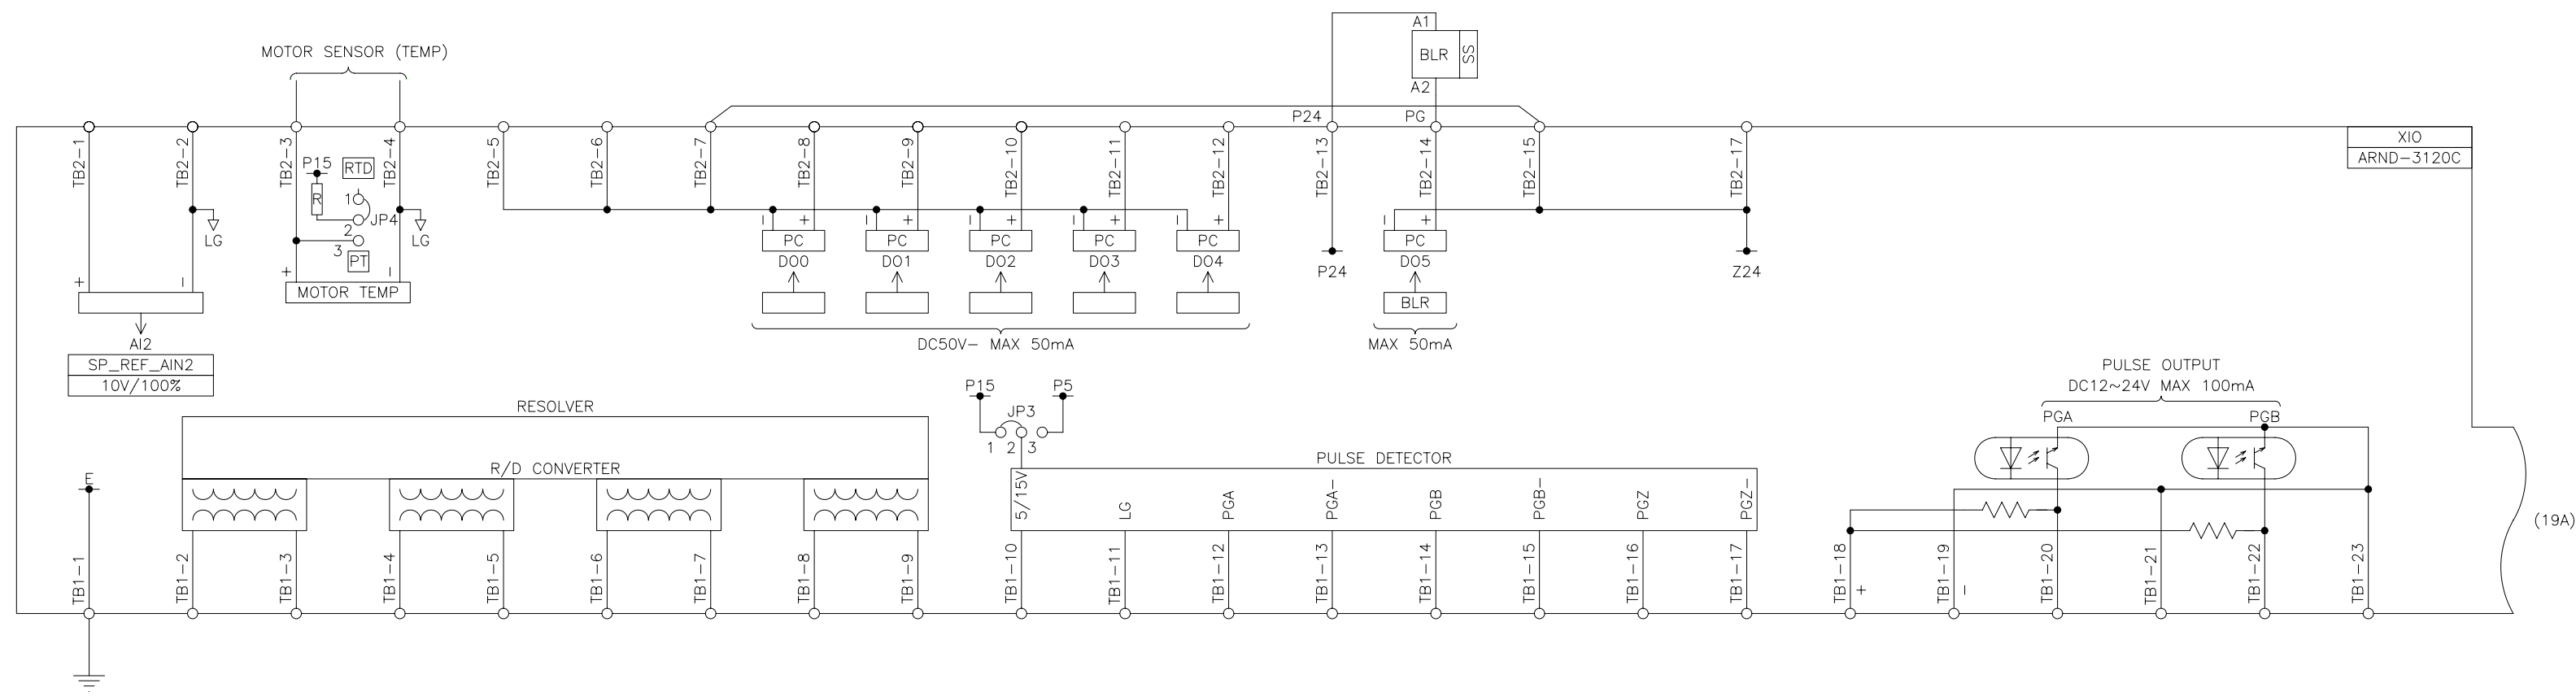 A1
BLR
SS
A2
MOTOR SENSOR (TEMP)
P24
PG
XIO
ARND-3120C
TB2-1
TB2-2
TB2-3
TB2-4
TB2-5
TB2-6
TB2-7
TB2-8
TB2-9
TB2-10
TB2-11
TB2-12
TB2-13
TB2-14
TB2-15
TB2-17
P15
RTD
R
1
JP4
2
3
PT
LG
LG
+
-
+
-
MOTOR TEMP
- +
- +
- +
- +
- +
- +
PC
PC
PC
PC
PC
PC
DO0
DO1
DO2
DO3
DO4
P24
DO5
Z24
BLR
AI2
SP_REF_AIN2
10V/100%
DC50V- MAX 50mA
MAX 50mA
PULSE OUTPUT
DC12~24V MAX 100mA
PGA
PGB
P15
P5
JP3
1 2 3
RESOLVER
R/D CONVERTER
PULSE DETECTOR
E
5/15V
LG
PGA
PGA-
PGB
PGB-
PGZ
PGZ-
(19A)
TB1-1
TB1-2
TB1-3
TB1-4
TB1-5
TB1-6
TB1-7
TB1-8
TB1-9
TB1-10
TB1-11
TB1-12
TB1-13
TB1-14
TB1-15
TB1-16
TB1-17
TB1-18
+
TB1-19
-
TB1-20
TB1-21
TB1-22
TB1-23